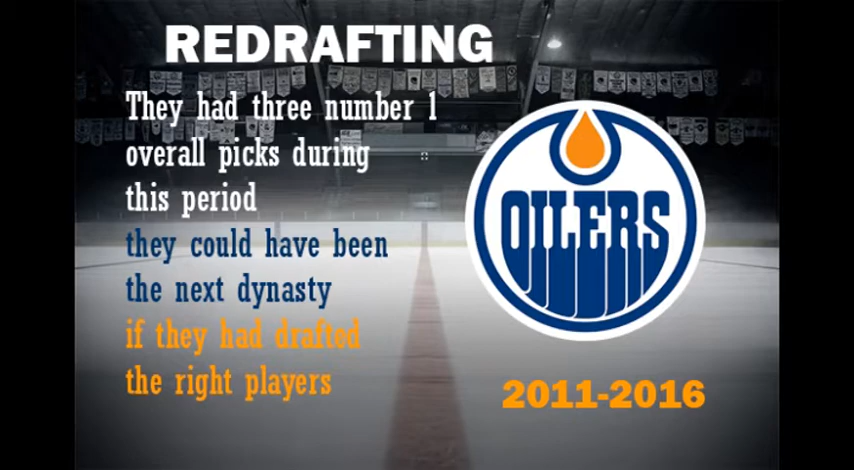 REDRAFTING
They had three number 1
overall picks during
this period
they could have been
the next dynasty
if they had drafted
the right players
OILERS
2011-2016